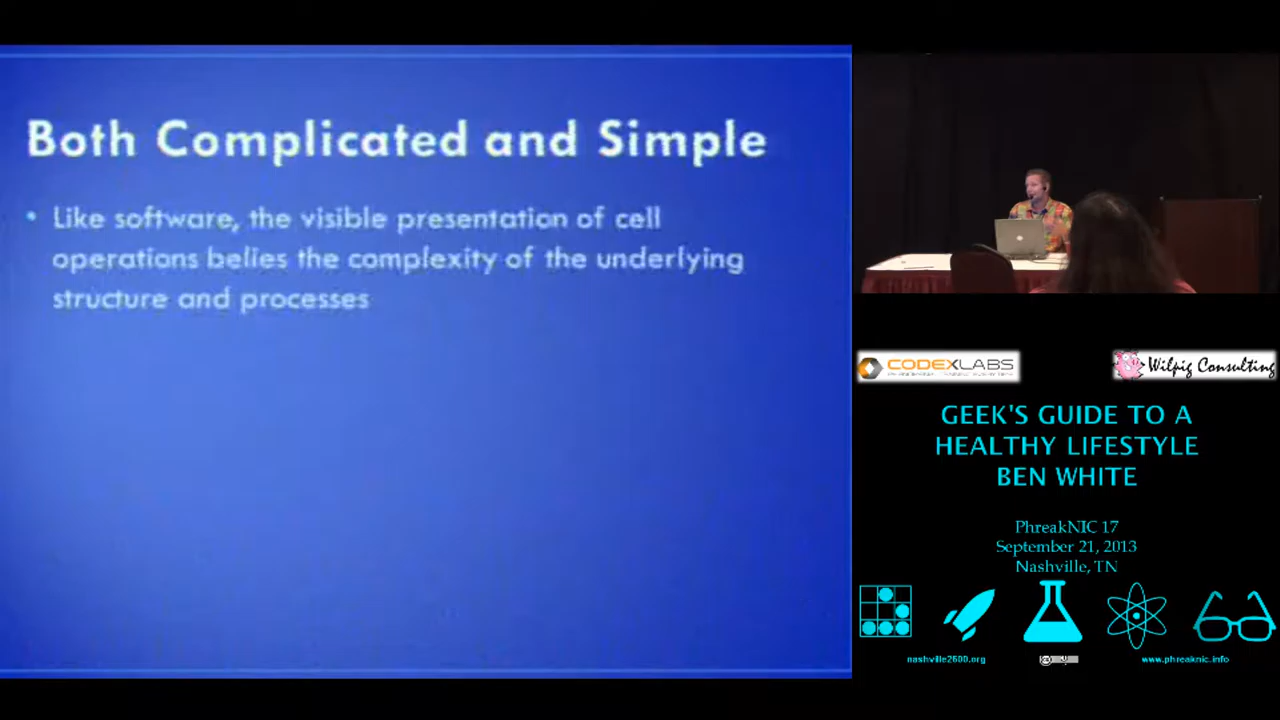 Both Complicated and Simple
• Like software, the visible presentation of cell
operations belies the complexity of the underlying
structure and processes
CODEXLABS
Wilpig Consulting
GEEK'S GUIDE TO A
HEALTHY LIFESTYLE
BEN WHITE
PhreakNIC 17
September 21, 2013
Nashville, TN
nashville2600.org
www.phreaknic.info